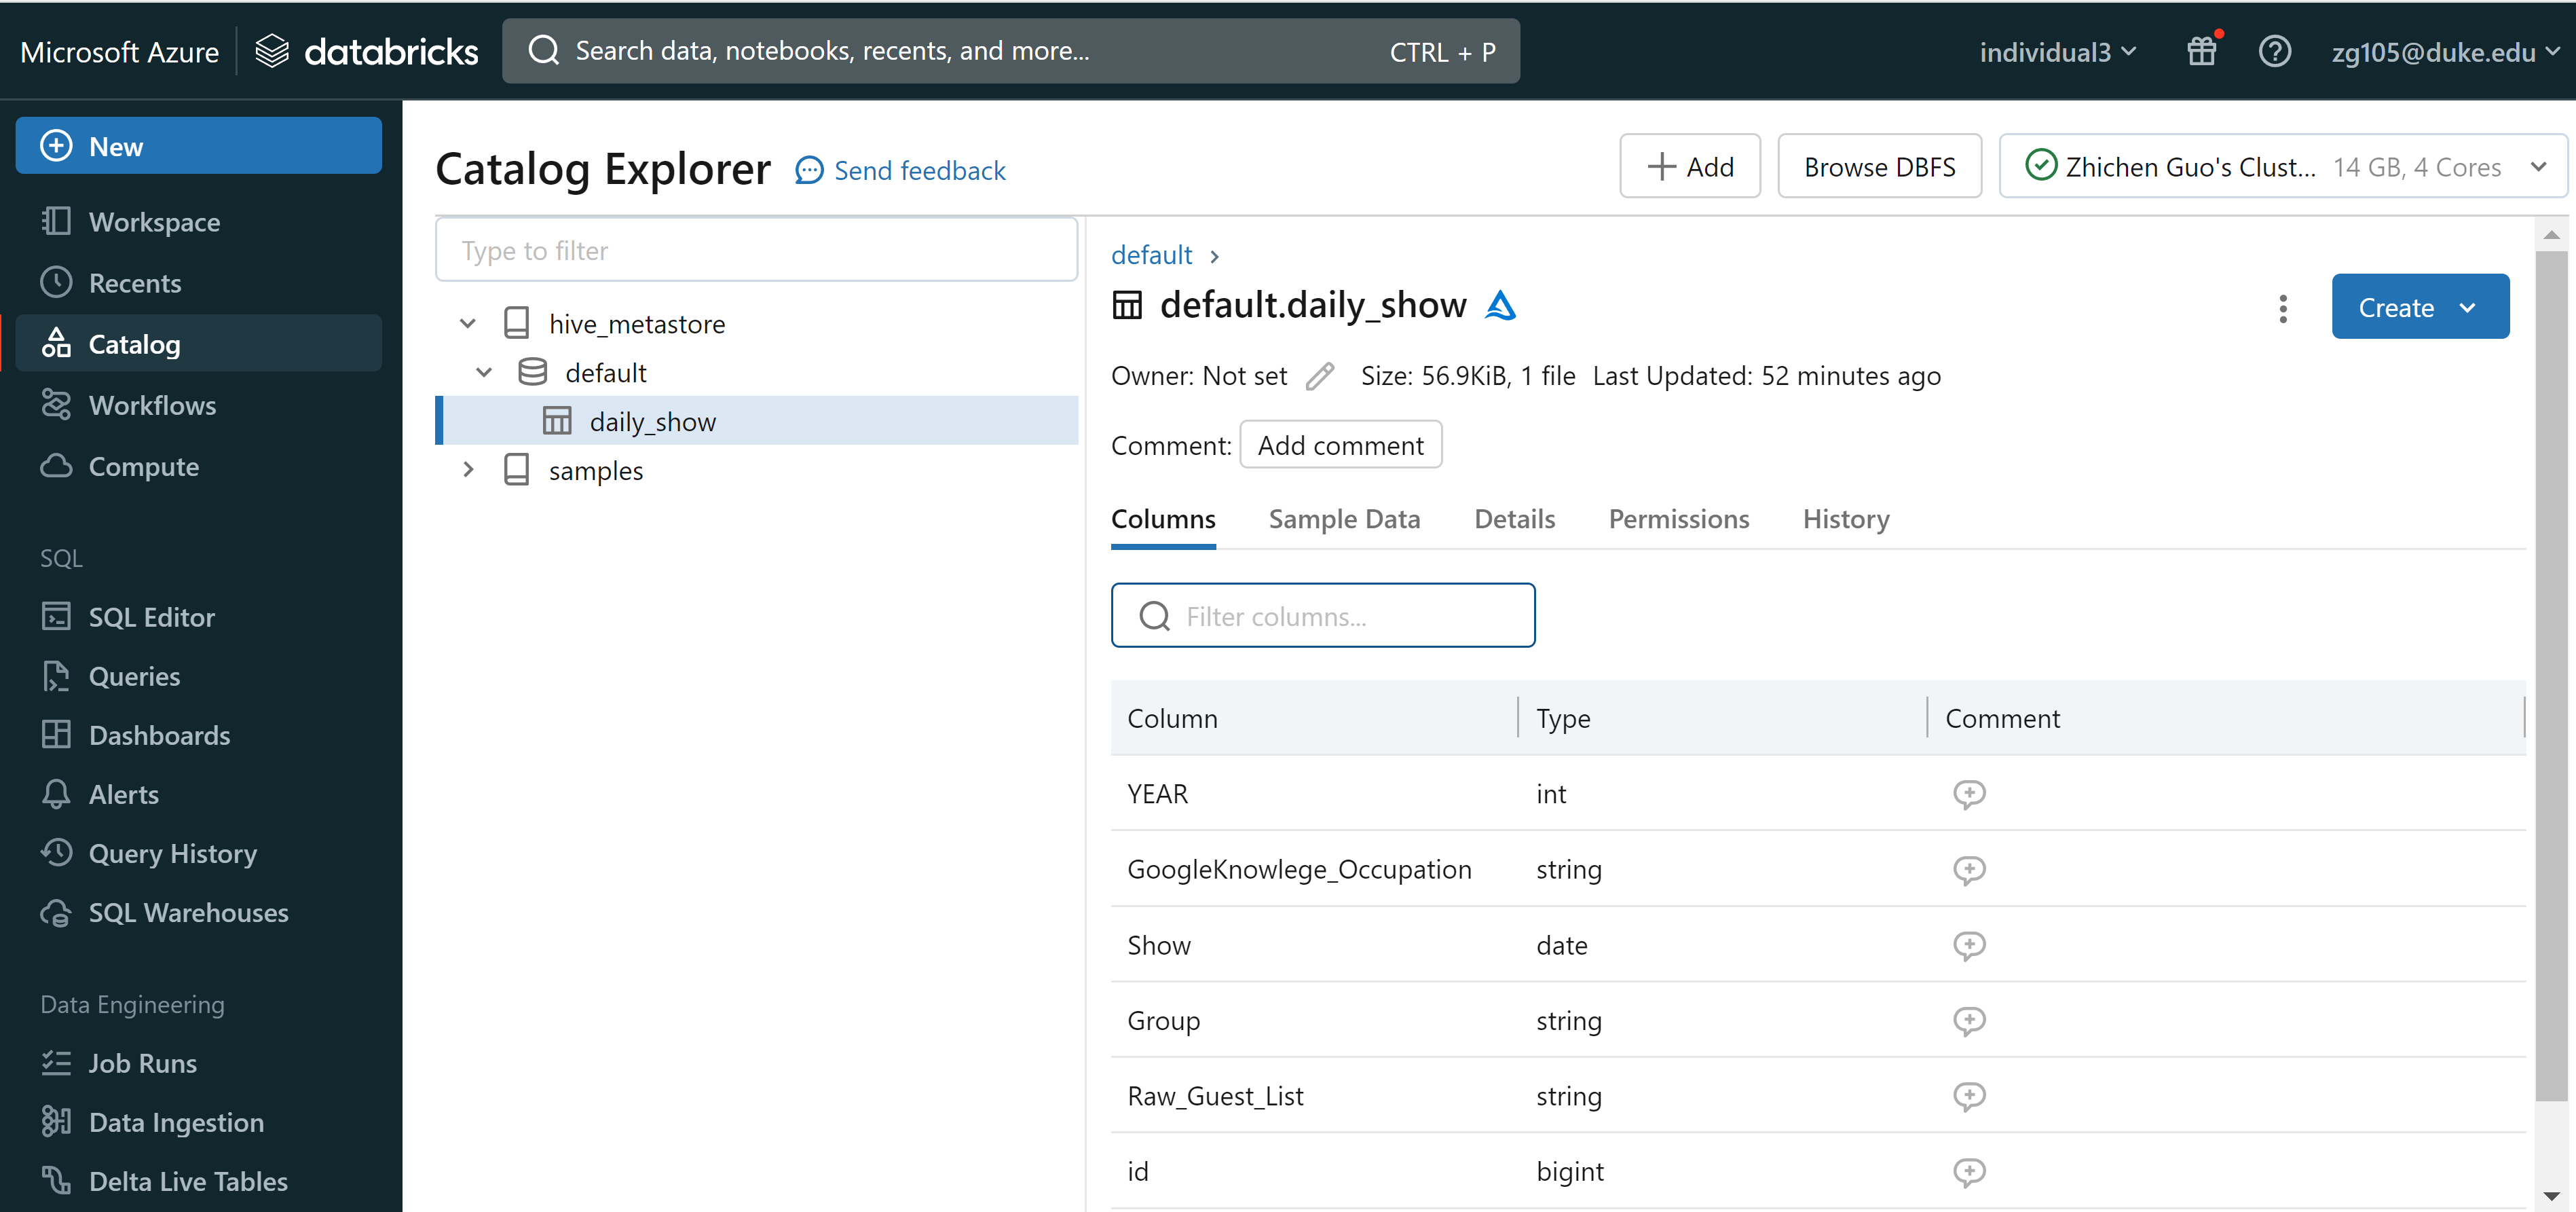 Microsoft Azure databricks Search data, notebooks, recents, and more... CTRL + P individual3 zg105@duke.edu
New
Workspace
Recents
Catalog
Workflows
Compute
SQL
SQL Editor
Queries
Dashboards
Alerts
Query History
SQL Warehouses
Data Engineering
Job Runs
Data Ingestion
Delta Live Tables
Catalog Explorer Send feedback Add Browse DBFS Zhichen Guo's Clust... 14 GB, 4 Cores
Type to filter
hive_metastore
default
daily_show
samples
default
default.daily_show Create
Owner: Not set Size: 56.9KiB, 1 file Last Updated: 52 minutes ago
Comment: Add comment
Columns Sample Data Details Permissions History
Filter columns...
Column Type Comment
YEAR int
GoogleKnowlege_Occupation string
Show date
Group string
Raw_Guest_List string
id bigint